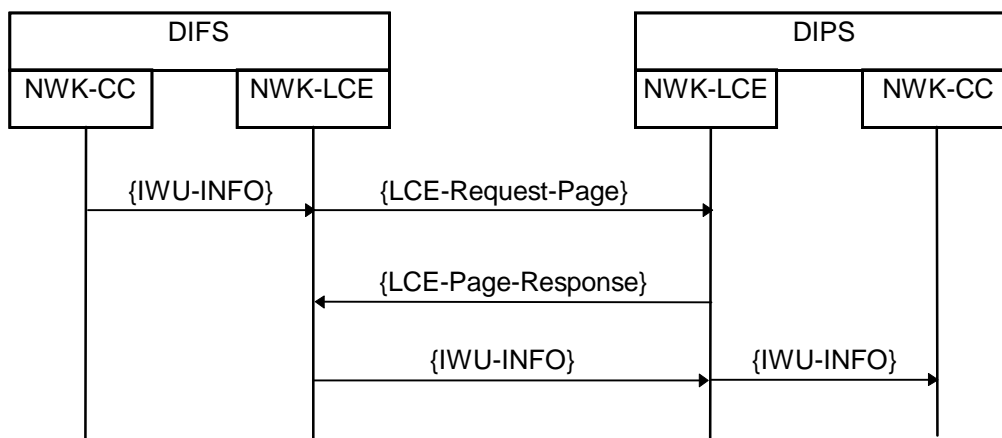 DIFS
DIPS
NWK-CC
NWK-LCE
NWK-LCE
NWK-CC
{IWU-INFO}
{LCE-Request-Page}
{LCE-Page-Response}
{IWU-INFO}
{IWU-INFO}